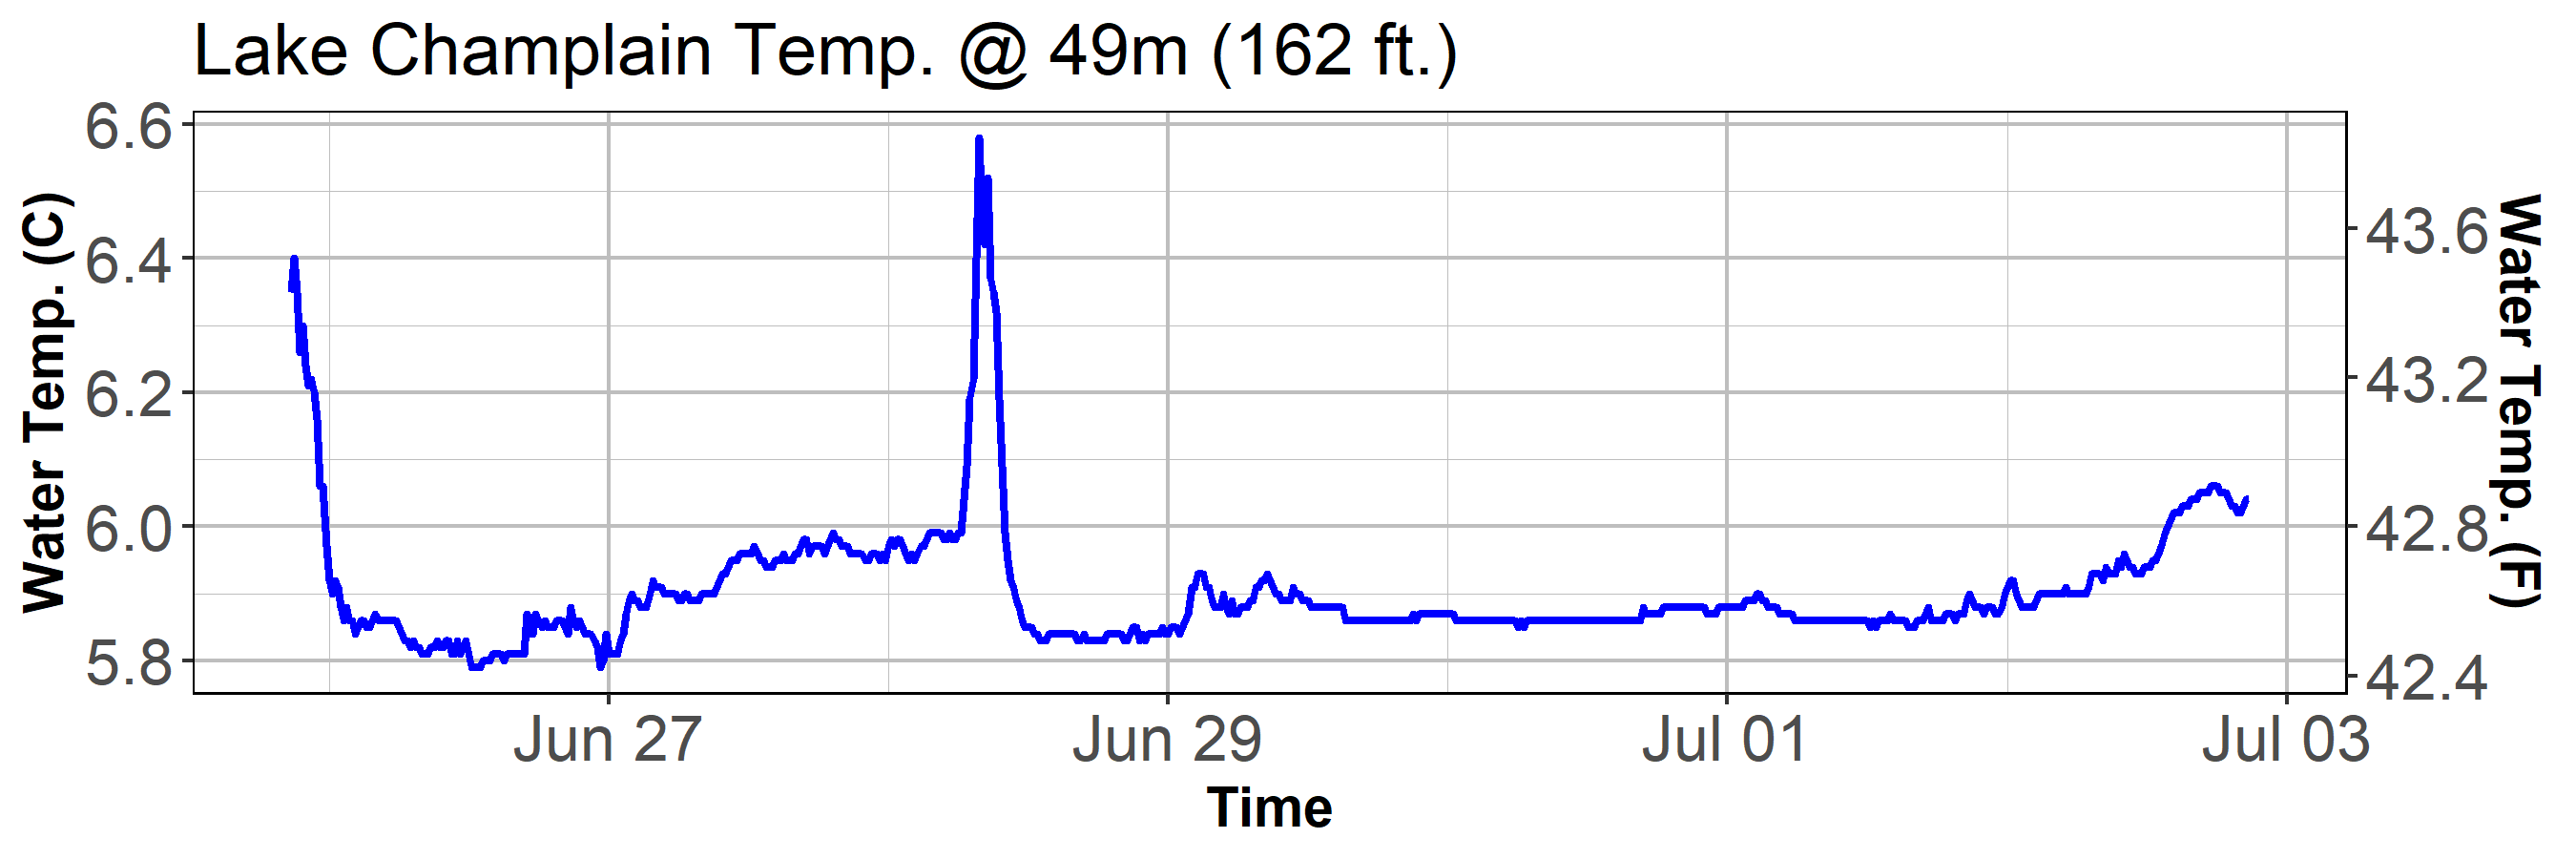 Lake Champlain Temp. @ 49m (162 ft.)
Water Temp. (C)
6.6
6.4
6.2
6.0
5.8
43.6
43.2
42.8
42.4
Water Temp. (F)
Jun 27
Jun 29
Jul 01
Jul 03
Time